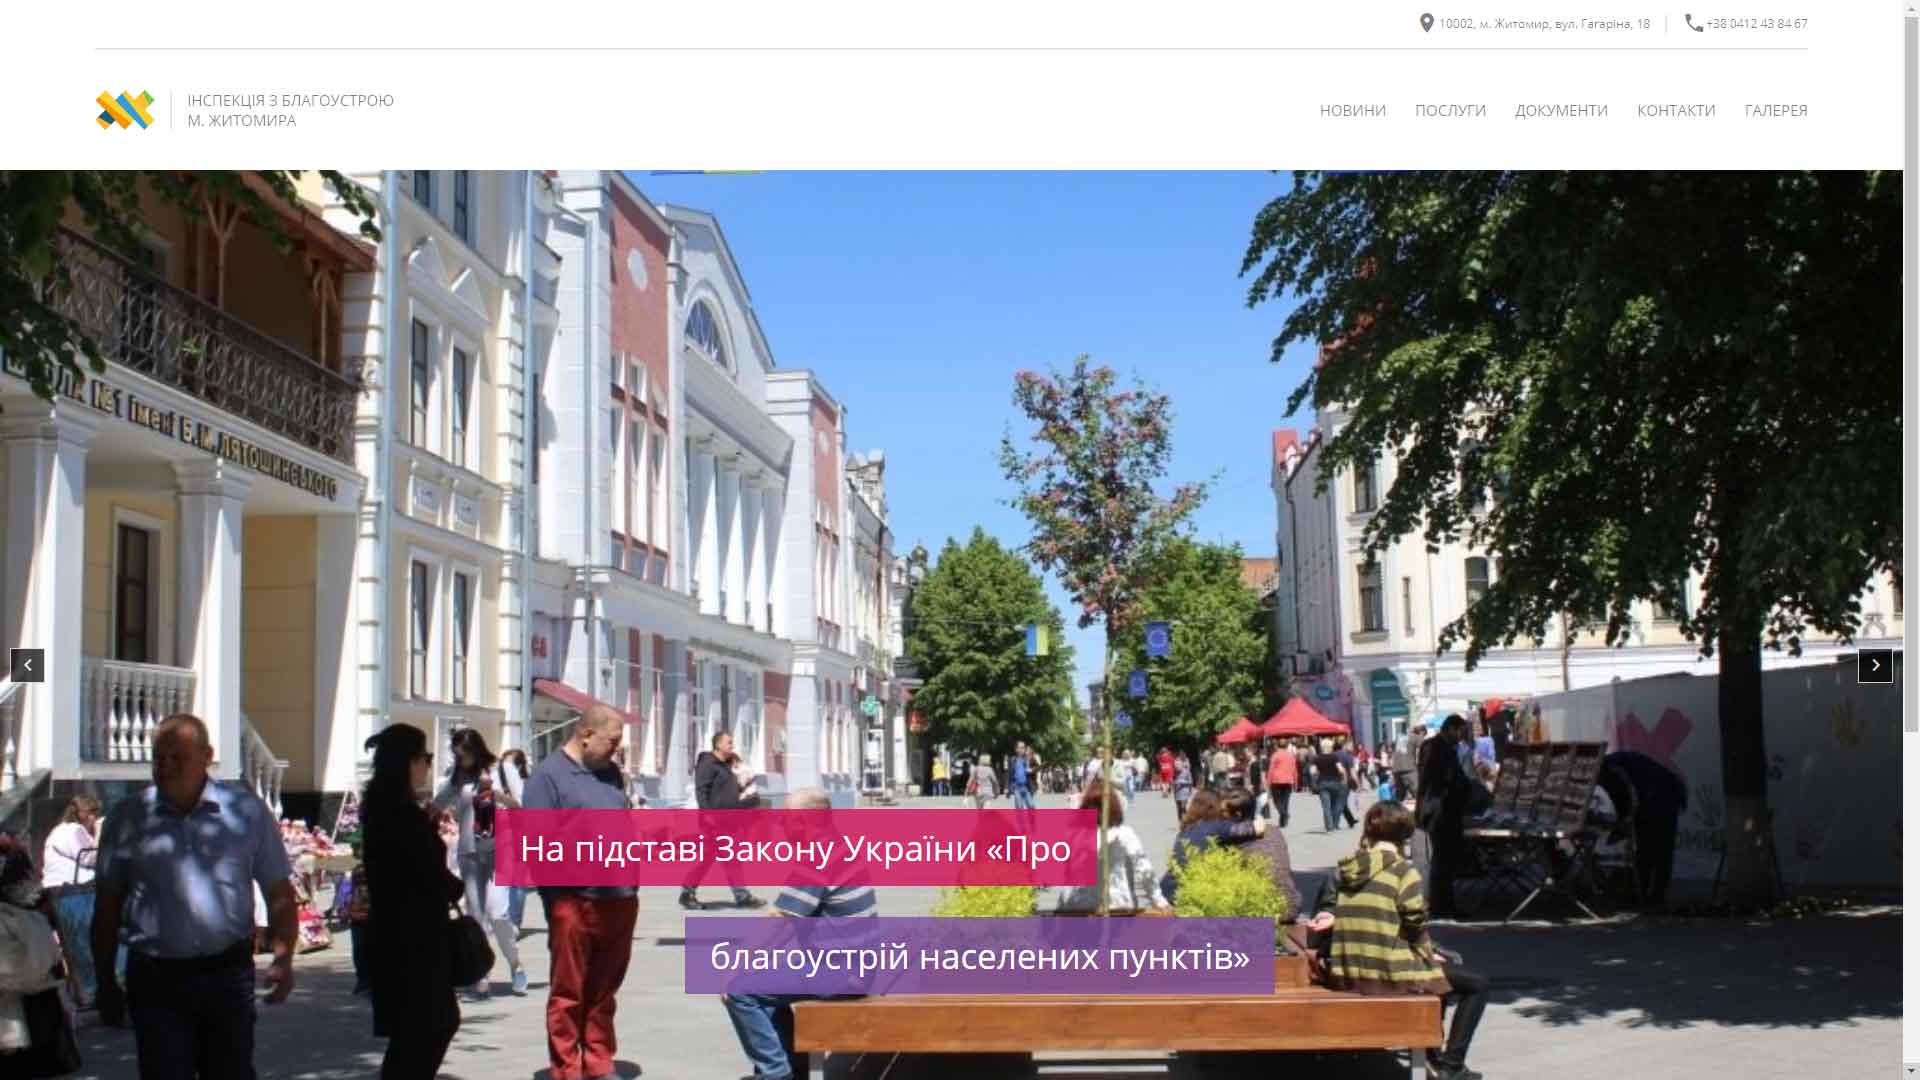 10002, м. Житомир, вул. Гагаріна, 18
+38 0412 43 84 67
ІНСПЕКЦІЯ З БЛАГОУСТРОЮ
М. ЖИТОМИРА
НОВИНИ ПОСЛУГИ ДОКУМЕНТИ КОНТАКТИ ГАЛЕРЕЯ
№1 імені Б.М.ЛЯТОШИНСЬКОГО
На підставі Закону України «Про
благоустрій населених пунктів»